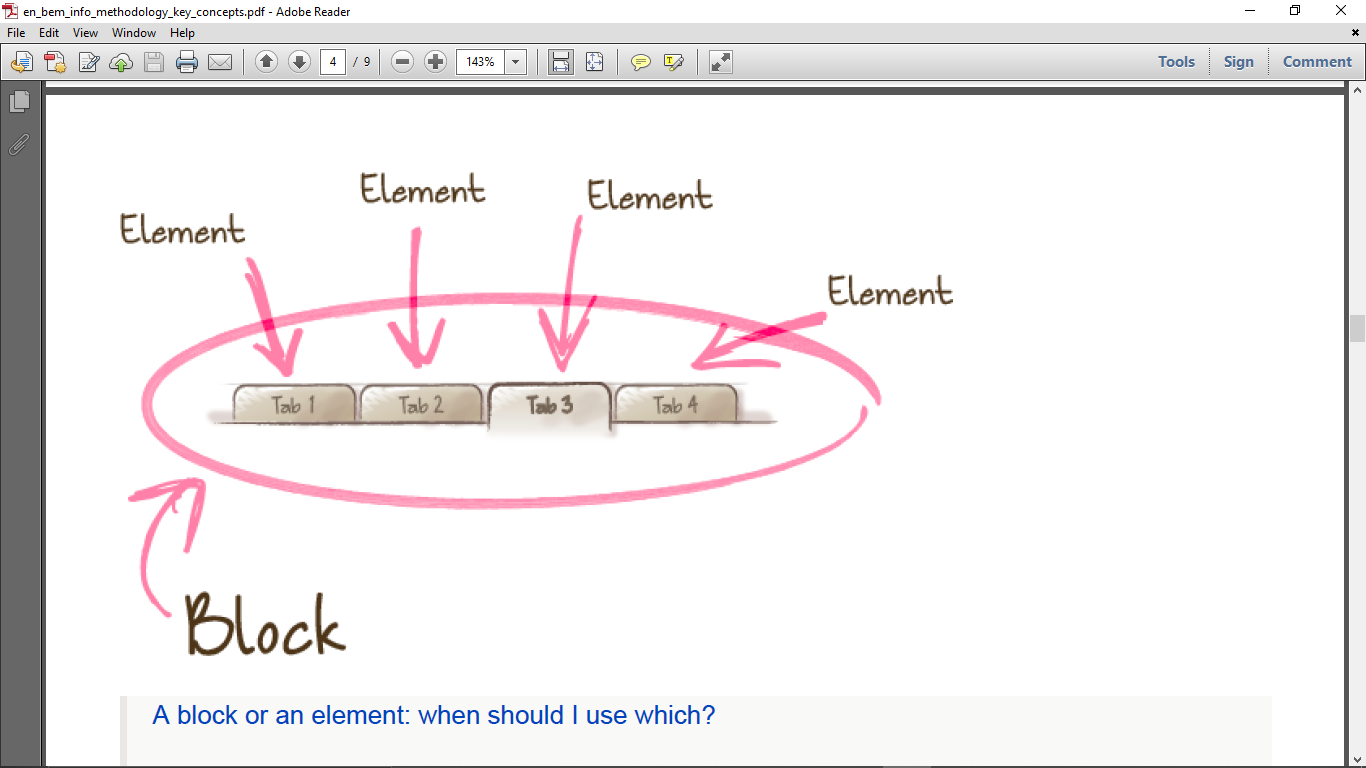 en_bem_info_methodology_key_concepts.pdf - Adobe Reader
File Edit View Window Help
4 / 9 143% Tools Sign Comment
Element
Element
Element
Element
Tab 1 Tab 2 Tab 3 Tab 4
Block
A block or an element: when should I use which?